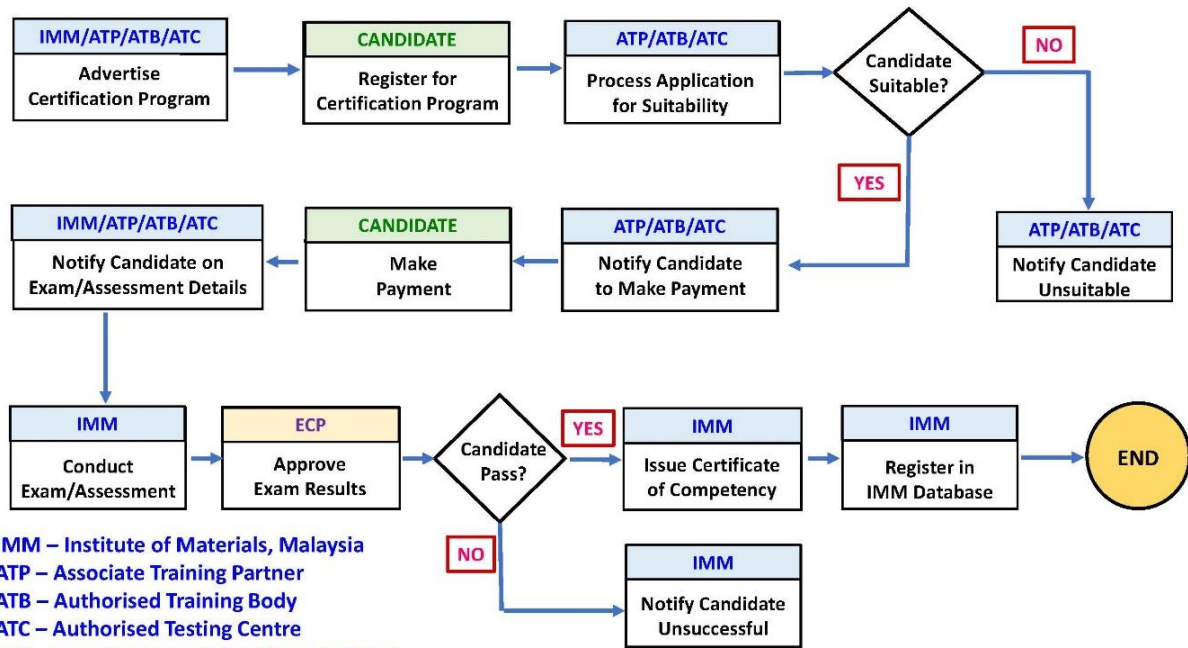 IMM/ATP/ATB/ATC
Advertise
Certification Program
CANDIDATE
Register for
Certification Program
ATP/ATB/ATC
Process Application
for Suitability
Candidate
Suitable?
NO
YES
IMM/ATP/ATB/ATC
Notify Candidate on
Exam/Assessment Details
CANDIDATE
Make
Payment
ATP/ATB/ATC
Notify Candidate
to Make Payment
ATP/ATB/ATC
Notify Candidate
Unsuitable
IMM
Conduct
Exam/Assessment
ECP
Approve
Exam Results
Candidate
Pass?
YES
IMM
Issue Certificate
of Competency
IMM
Register in
IMM Database
END
NO
IMM
Notify Candidate
Unsuccessful
IMM – Institute of Materials, Malaysia
ATP – Associate Training Partner
ATB – Authorised Training Body
ATC – Authorised Testing Centre